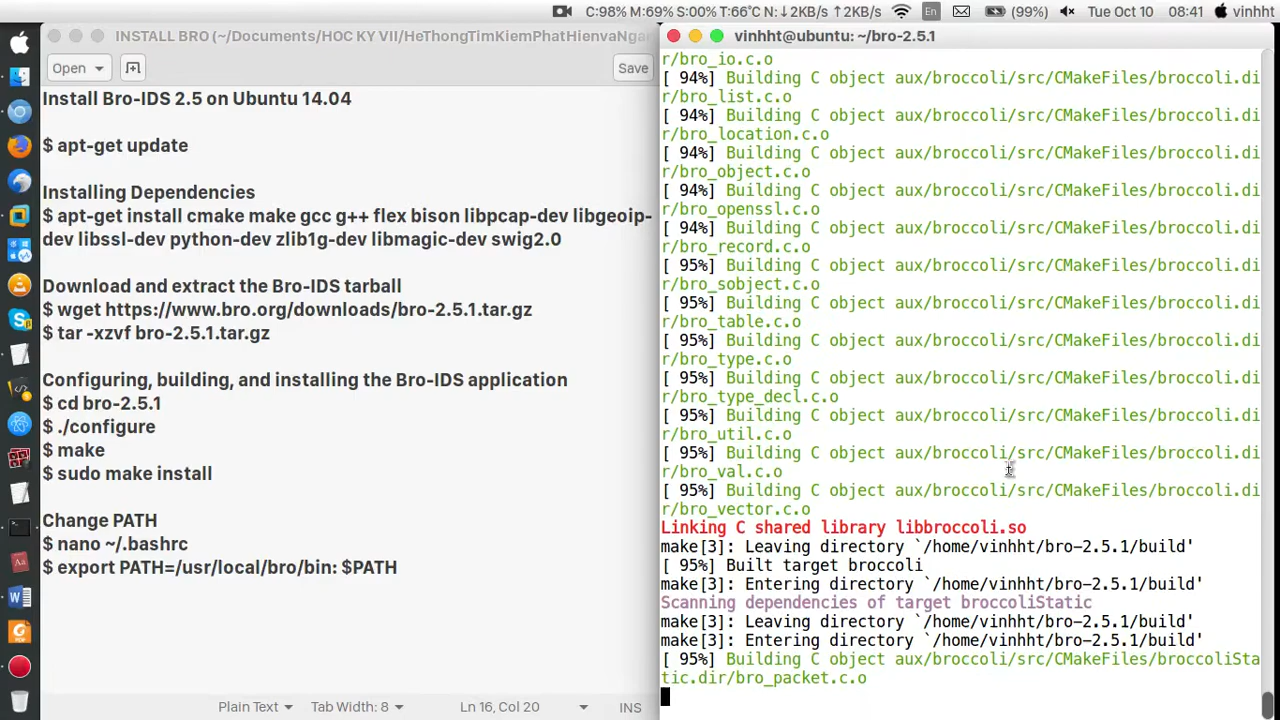 C:98% M:69% S:00% T:66°C N:↓2KB/s ↑2KB/s En (99%) Tue Oct 10 08:41 vinhht
INSTALL BRO (~/Documents/HOC KY VII/HeThongTimKiemPhatHienvaNga
Open Save
Install Bro-IDS 2.5 on Ubuntu 14.04
$ apt-get update
Installing Dependencies
$ apt-get install cmake make gcc g++ flex bison libpcap-dev libgeoip-
dev libssl-dev python-dev zlib1g-dev libmagic-dev swig2.0
Download and extract the Bro-IDS tarball
$ wget https://www.bro.org/downloads/bro-2.5.1.tar.gz
$ tar -xzvf bro-2.5.1.tar.gz
Configuring, building, and installing the Bro-IDS application
$ cd bro-2.5.1
$ ./configure
$ make
$ sudo make install
Change PATH
$ nano ~/.bashrc
$ export PATH=/usr/local/bro/bin: $PATH
Plain Text Tab Width: 8 Ln 16, Col 20 INS
vinhht@ubuntu: ~/bro-2.5.1
r/bro_io.c.o
[ 94%] Building C object aux/broccoli/src/CMakeFiles/broccoli.di
r/bro_list.c.o
[ 94%] Building C object aux/broccoli/src/CMakeFiles/broccoli.di
r/bro_location.c.o
[ 94%] Building C object aux/broccoli/src/CMakeFiles/broccoli.di
r/bro_object.c.o
[ 94%] Building C object aux/broccoli/src/CMakeFiles/broccoli.di
r/bro_openssl.c.o
[ 94%] Building C object aux/broccoli/src/CMakeFiles/broccoli.di
r/bro_record.c.o
[ 95%] Building C object aux/broccoli/src/CMakeFiles/broccoli.di
r/bro_sobject.c.o
[ 95%] Building C object aux/broccoli/src/CMakeFiles/broccoli.di
r/bro_table.c.o
[ 95%] Building C object aux/broccoli/src/CMakeFiles/broccoli.di
r/bro_type.c.o
[ 95%] Building C object aux/broccoli/src/CMakeFiles/broccoli.di
r/bro_type_decl.c.o
[ 95%] Building C object aux/broccoli/src/CMakeFiles/broccoli.di
r/bro_util.c.o
[ 95%] Building C object aux/broccoli/src/CMakeFiles/broccoli.di
r/bro_val.c.o
[ 95%] Building C object aux/broccoli/src/CMakeFiles/broccoli.di
r/bro_vector.c.o
Linking C shared library libbroccoli.so
make[3]: Leaving directory `/home/vinhht/bro-2.5.1/build'
[ 95%] Built target broccoli
make[3]: Entering directory `/home/vinhht/bro-2.5.1/build'
Scanning dependencies of target broccoliStatic
make[3]: Leaving directory `/home/vinhht/bro-2.5.1/build'
make[3]: Entering directory `/home/vinhht/bro-2.5.1/build'
[ 95%] Building C object aux/broccoli/src/CMakeFiles/broccoliSta
tic.dir/bro_packet.c.o